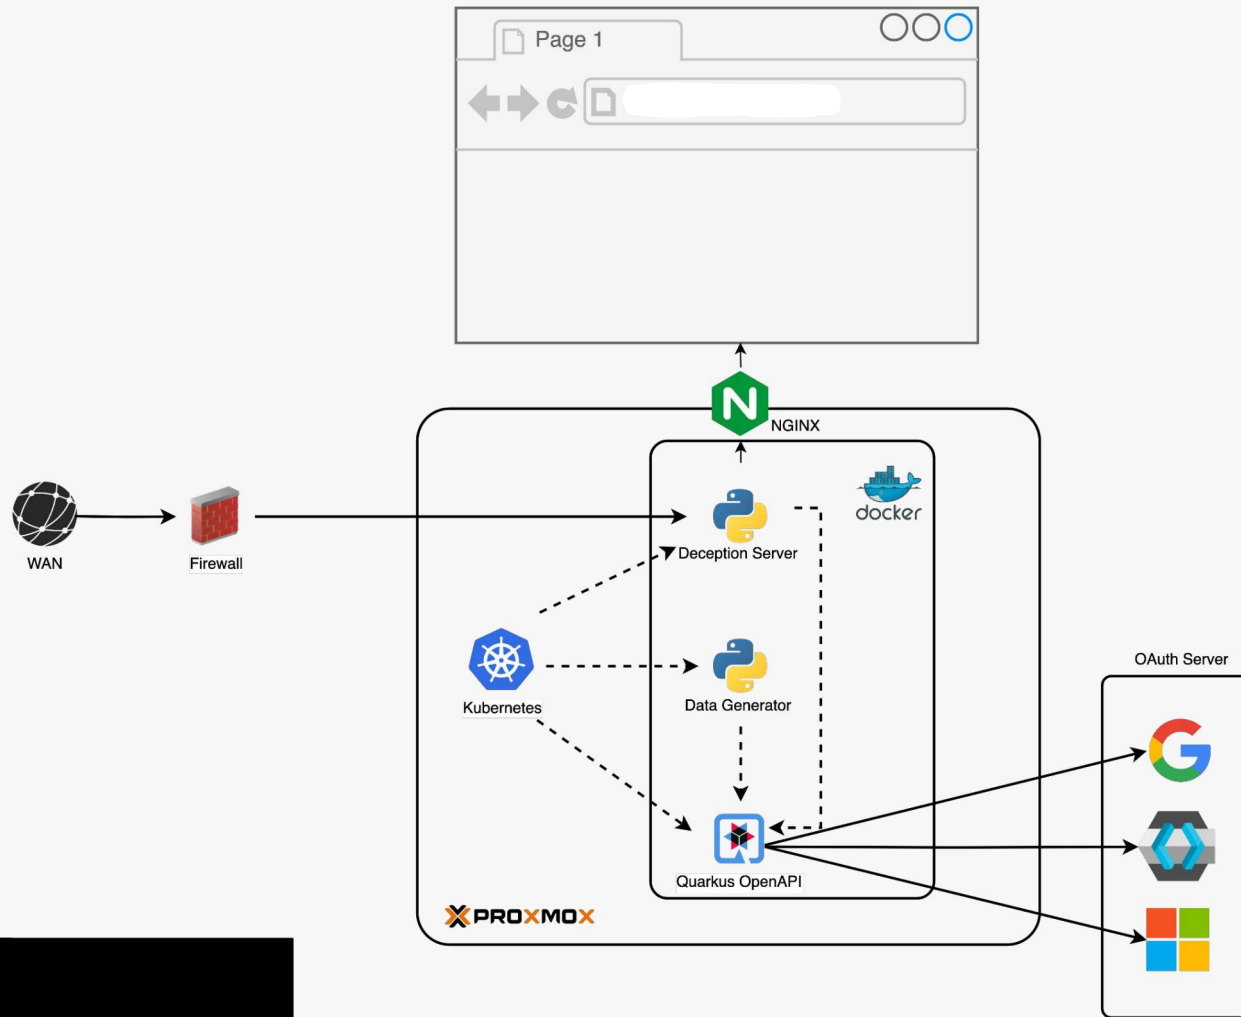 Page 1
NGINX
docker
WAN
Firewall
Deception Server
Kubernetes
Data Generator
OAuth Server
Quarkus OpenAPI
PROXMOX